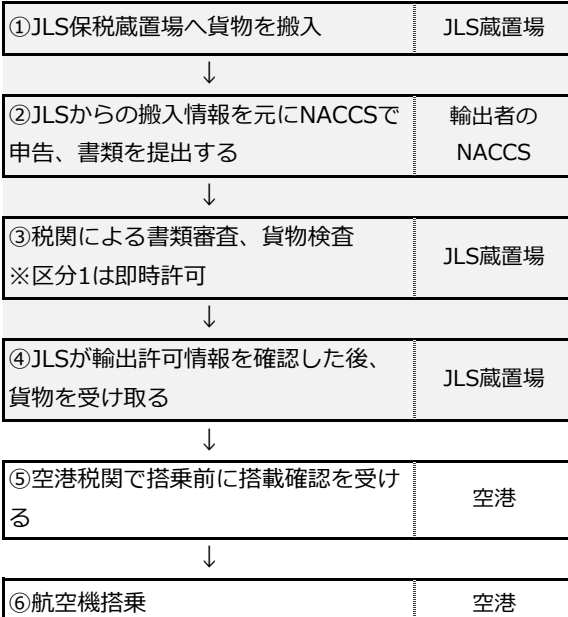 ①JLS保税蔵置場へ貨物を搬入
JLS蔵置場
↓
②JLSからの搬入情報を元にNACCSで
申告、書類を提出する
輸出者の
NACCS
↓
③税関による書類審査、貨物検査
※区分1は即時許可
JLS蔵置場
↓
④JLSが輸出許可情報を確認した後、
貨物を受け取る
JLS蔵置場
↓
⑤空港税関で搭乗前に搭載確認を受け
る
空港
↓
⑥航空機搭乗
空港